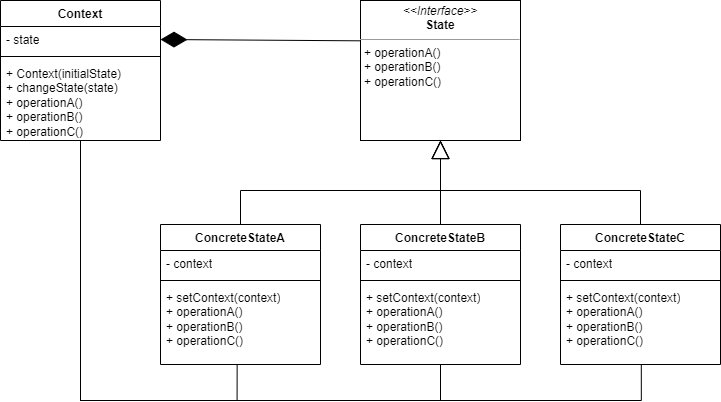 Context
- state
+ Context(initialState)
+ changeState(state)
+ operationA()
+ operationB()
+ operationC()
<<Interface>>
State
+ operationA()
+ operationB()
+ operationC()
ConcreteStateA
- context
+ setContext(context)
+ operationA()
+ operationB()
+ operationC()
ConcreteStateB
- context
+ setContext(context)
+ operationA()
+ operationB()
+ operationC()
ConcreteStateC
- context
+ setContext(context)
+ operationA()
+ operationB()
+ operationC()